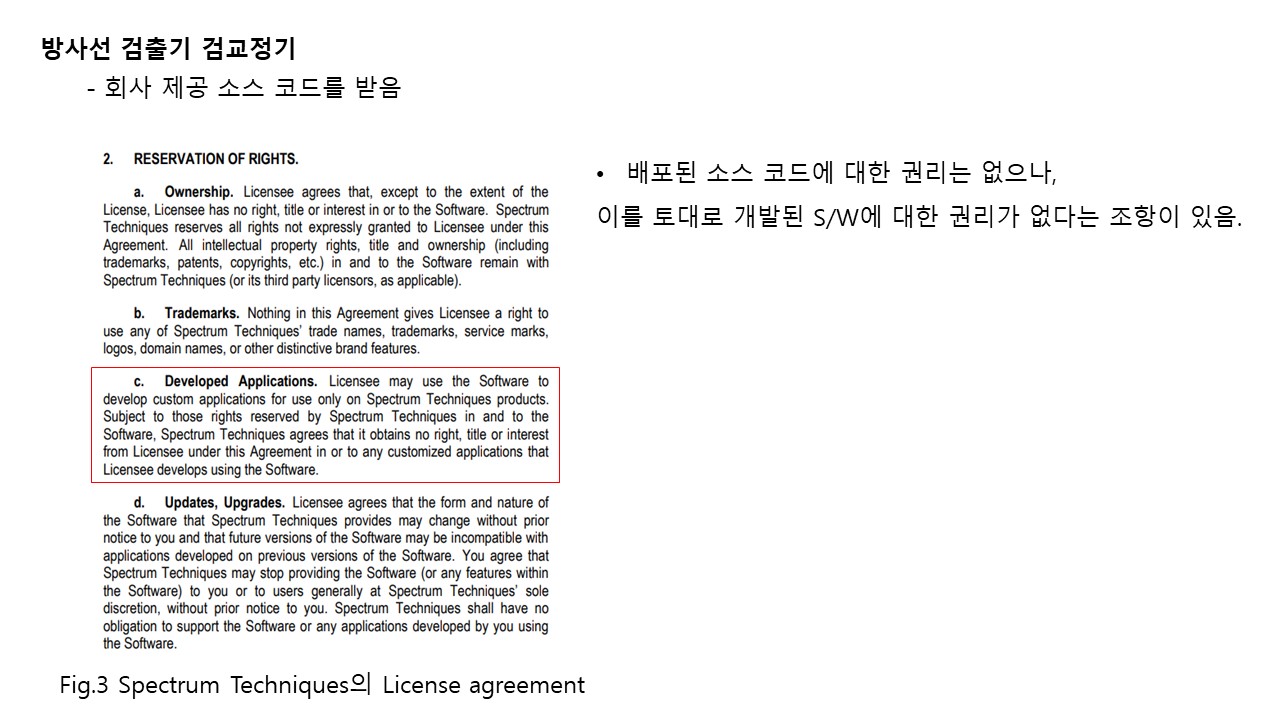 방사선 검출기 검교정기
- 회사 제공 소스 코드를 받음
2. RESERVATION OF RIGHTS.
a. Ownership. Licensee agrees that, except to the extent of the
License, Licensee has no right, title or interest in or to the Software. Spectrum
Techniques reserves all rights not expressly granted to Licensee under this
Agreement. All intellectual property rights, title and ownership (including
trademarks, patents, copyrights, etc.) in and to the Software remain with
Spectrum Techniques (or its third party licensors, as applicable).
b. Trademarks. Nothing in this Agreement gives Licensee a right to
use any of Spectrum Techniques' trade names, trademarks, service marks,
logos, domain names, or other distinctive brand features.
c. Developed Applications. Licensee may use the Software to
develop custom applications for use only on Spectrum Techniques products.
Subject to those rights reserved by Spectrum Techniques in and to the
Software, Spectrum Techniques agrees that it obtains no right, title or interest
from Licensee under this Agreement in or to any customized applications that
Licensee develops using the Software.
d. Updates, Upgrades. Licensee agrees that the form and nature of
the Software that Spectrum Techniques provides may change without prior
notice to you and that future versions of the Software may be incompatible with
applications developed on previous versions of the Software. You agree that
Spectrum Techniques may stop providing the Software (or any features within
the Software) to you or to users generally at Spectrum Techniques' sole
discretion, without prior notice to you. Spectrum Techniques shall have no
obligation to support the Software or any applications developed by you using
the Software.
Fig.3 Spectrum Techniques의 License agreement
• 배포된 소스 코드에 대한 권리는 없으나,
이를 토대로 개발된 S/W에 대한 권리가 없다는 조항이 있음.